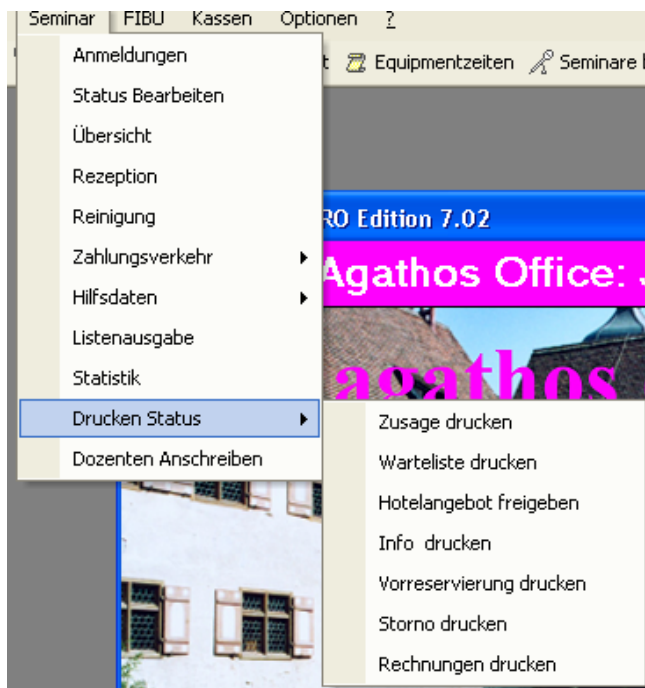 Seminar FIBU Kassen Optionen ?
Equipmentzeiten Seminare
Anmeldungen
Status Bearbeiten
Übersicht
Rezeption
Reinigung
Zahlungsverkehr
Hilfsdaten
Listenausgabe
Statistik
Drucken Status
Dozenten Anschreiben
RO Edition 7.02
Agathos Office:
agathos
Zusage drucken
Warteliste drucken
Hotelangebot freigeben
Info drucken
Vorreservierung drucken
Storno drucken
Rechnungen drucken